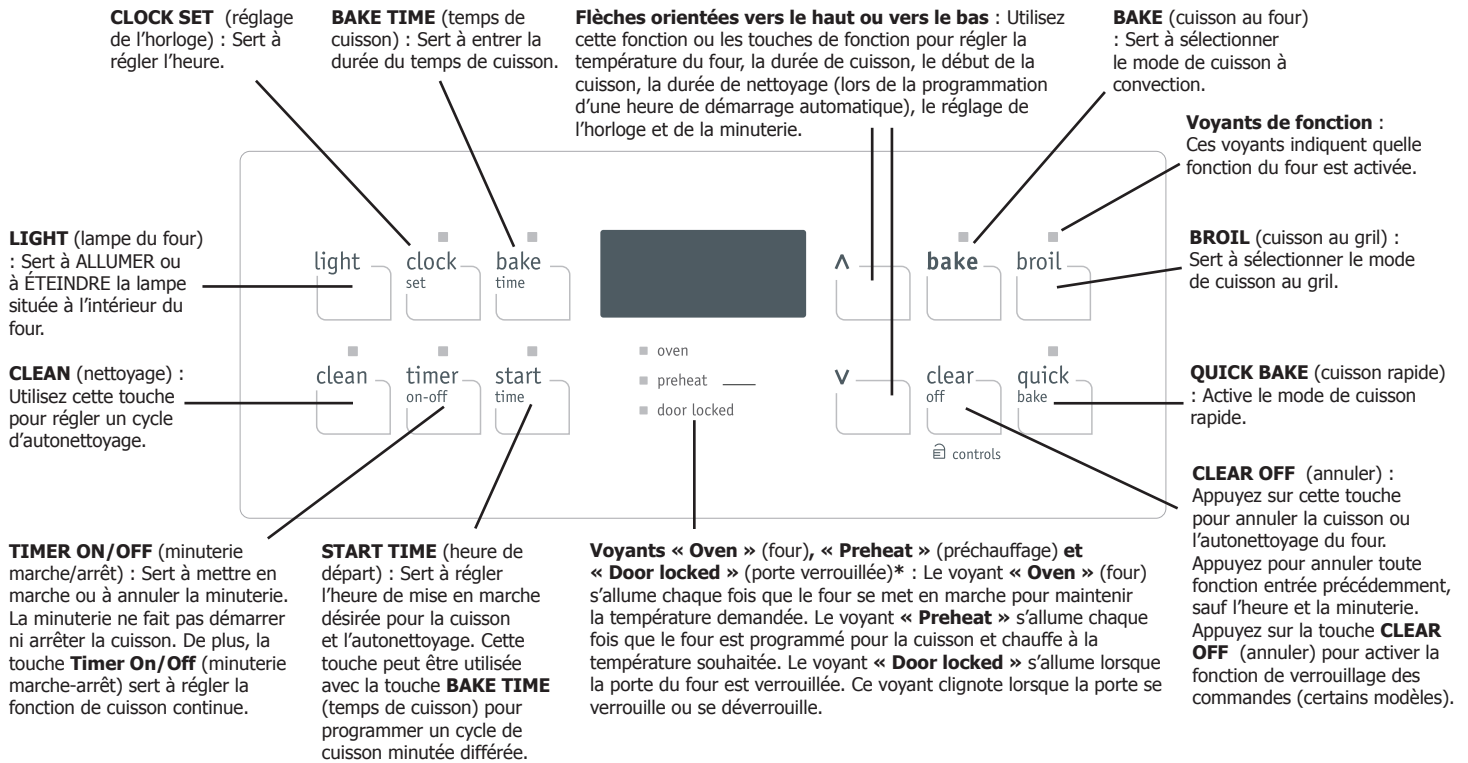 CLOCK SET (réglage
de l'horloge) : Sert à
régler l'heure.
BAKE TIME (temps de
cuisson) : Sert à entrer la
durée du temps de cuisson.
Flèches orientées vers le haut ou vers le bas : Utilisez
cette fonction ou les touches de fonction pour régler la
température du four, la durée de cuisson, le début de la
cuisson, la durée de nettoyage (lors de la programmation
d'une heure de démarrage automatique), le réglage de
l'horloge et de la minuterie.
BAKE (cuisson au four)
: Sert à sélectionner
le mode de cuisson à
convection.
Voyants de fonction :
Ces voyants indiquent quelle
fonction du four est activée.
LIGHT (lampe du four)
: Sert à ALLUMER ou
à ÉTEINDRE la lampe
située à l'intérieur du
four.
BROIL (cuisson au gril) :
Sert à sélectionner le mode
de cuisson au gril.
light
clock
set
bake
time
bake
broil
CLEAN (nettoyage) :
Utilisez cette touche
pour régler un cycle
d'autonettoyage.
clean
timer
on-off
start
time
oven
preheat
door locked
clear
off
controls
quick
bake
QUICK BAKE (cuisson rapide)
: Active le mode de cuisson
rapide.
CLEAR OFF (annuler) :
Appuyez sur cette touche
pour annuler la cuisson ou
l'autonettoyage du four.
Appuyez pour annuler toute
fonction entrée précédemment,
sauf l'heure et la minuterie.
Appuyez sur la touche CLEAR
OFF (annuler) pour activer la
fonction de verrouillage des
commandes (certains modèles).
TIMER ON/OFF (minuterie
marche/arrêt) : Sert à mettre en
marche ou à annuler la minuterie.
La minuterie ne fait pas démarrer
ni arrêter la cuisson. De plus, la
touche Timer On/Off (minuterie
marche-arrêt) sert à régler la
fonction de cuisson continue.
START TIME (heure de
départ) : Sert à régler
l'heure de mise en marche
désirée pour la cuisson
et l'autonettoyage. Cette
touche peut être utilisée
avec la touche BAKE TIME
(temps de cuisson) pour
programmer un cycle de
cuisson minutée différée.
Voyants « Oven » (four), « Preheat » (préchauffage) et
« Door locked » (porte verrouillée)* : Le voyant « Oven » (four)
s'allume chaque fois que le four se met en marche pour maintenir
la température demandée. Le voyant « Preheat » s'allume chaque
fois que le four est programmé pour la cuisson et chauffe à la
température souhaitée. Le voyant « Door locked » s'allume lorsque
la porte du four est verrouillée. Ce voyant clignote lorsque la porte se
verrouille ou se déverrouille.